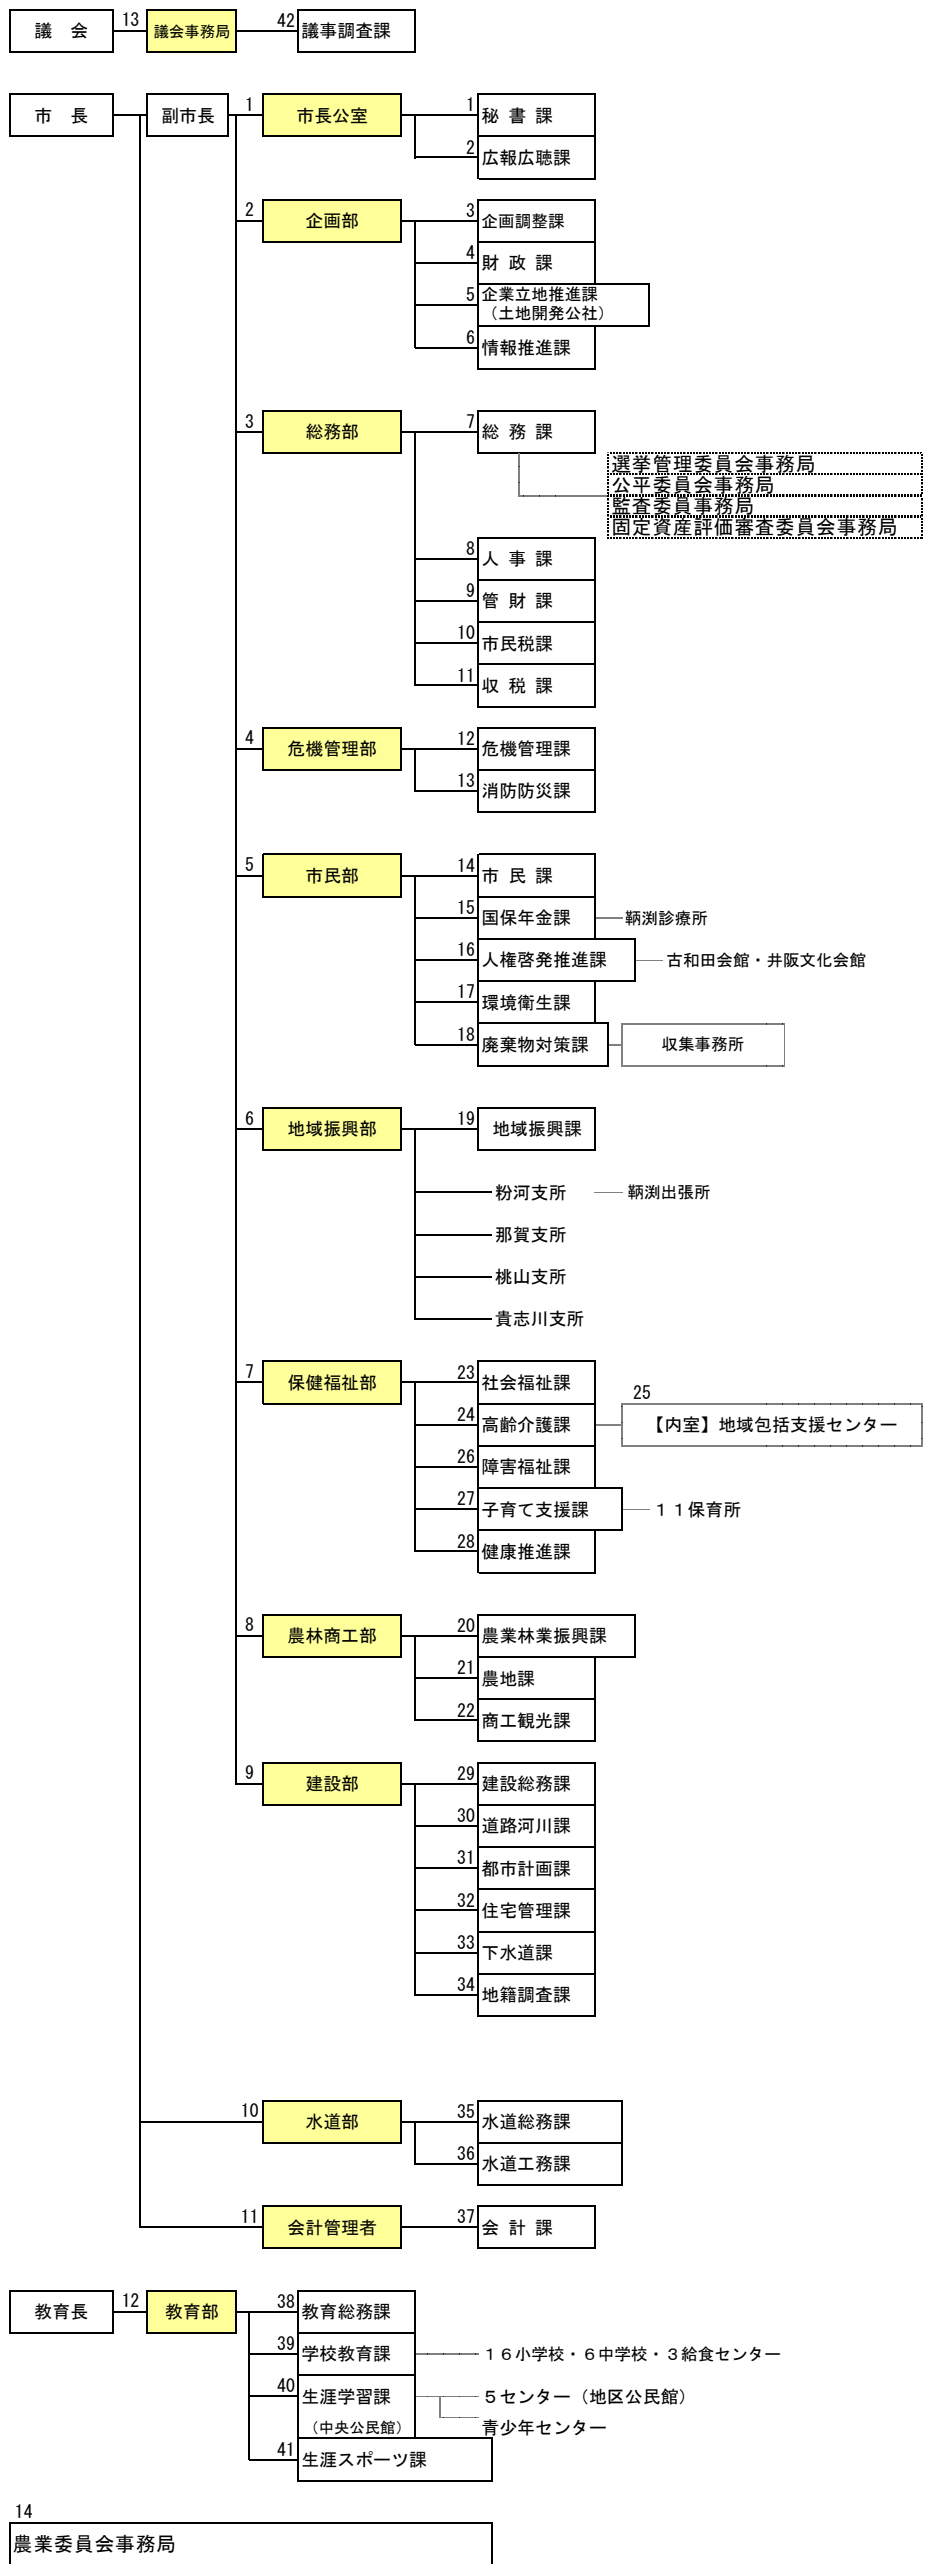 13 42
議　会 議会事務局 議事調査課
市　長 副市長 1 市長公室 1 秘 書 課
2 広報広聴課
2 企画部 3 企画調整課
4 財 政 課
5 企業立地推進課
（土地開発公社）
6 情報推進課
3 総務部 7 総 務 課
選挙管理委員会事務局
公平委員会事務局
監査委員事務局
固定資産評価審査委員会事務局
8 人 事 課
9 管 財 課
10 市民税課
11 収 税 課
4 危機管理部 12 危機管理課
13 消防防災課
5 市民部 14 市 民 課
15 国保年金課 鞆渕診療所
16 人権啓発推進課 古和田会館・井阪文化会館
17 環境衛生課
18 廃棄物対策課 収集事務所
6 地域振興部 19 地域振興課
粉河支所 鞆渕出張所
那賀支所
桃山支所
貴志川支所
7 保健福祉部 23 社会福祉課
25
24 高齢介護課 【内室】地域包括支援センター
26 障害福祉課
27 子育て支援課 １１保育所
28 健康推進課
8 農林商工部 20 農業林業振興課
21 農地課
22 商工観光課
9 建設部 29 建設総務課
30 道路河川課
31 都市計画課
32 住宅管理課
33 下水道課
34 地籍調査課
10 水道部 35 水道総務課
36 水道工務課
11 会計管理者 37 会 計 課
教育長 12 教育部 38 教育総務課
39 学校教育課 １６小学校・６中学校・３給食センター
40 生涯学習課 ５センター（地区公民館）
（中央公民館） 青少年センター
41 生涯スポーツ課
14
農業委員会事務局